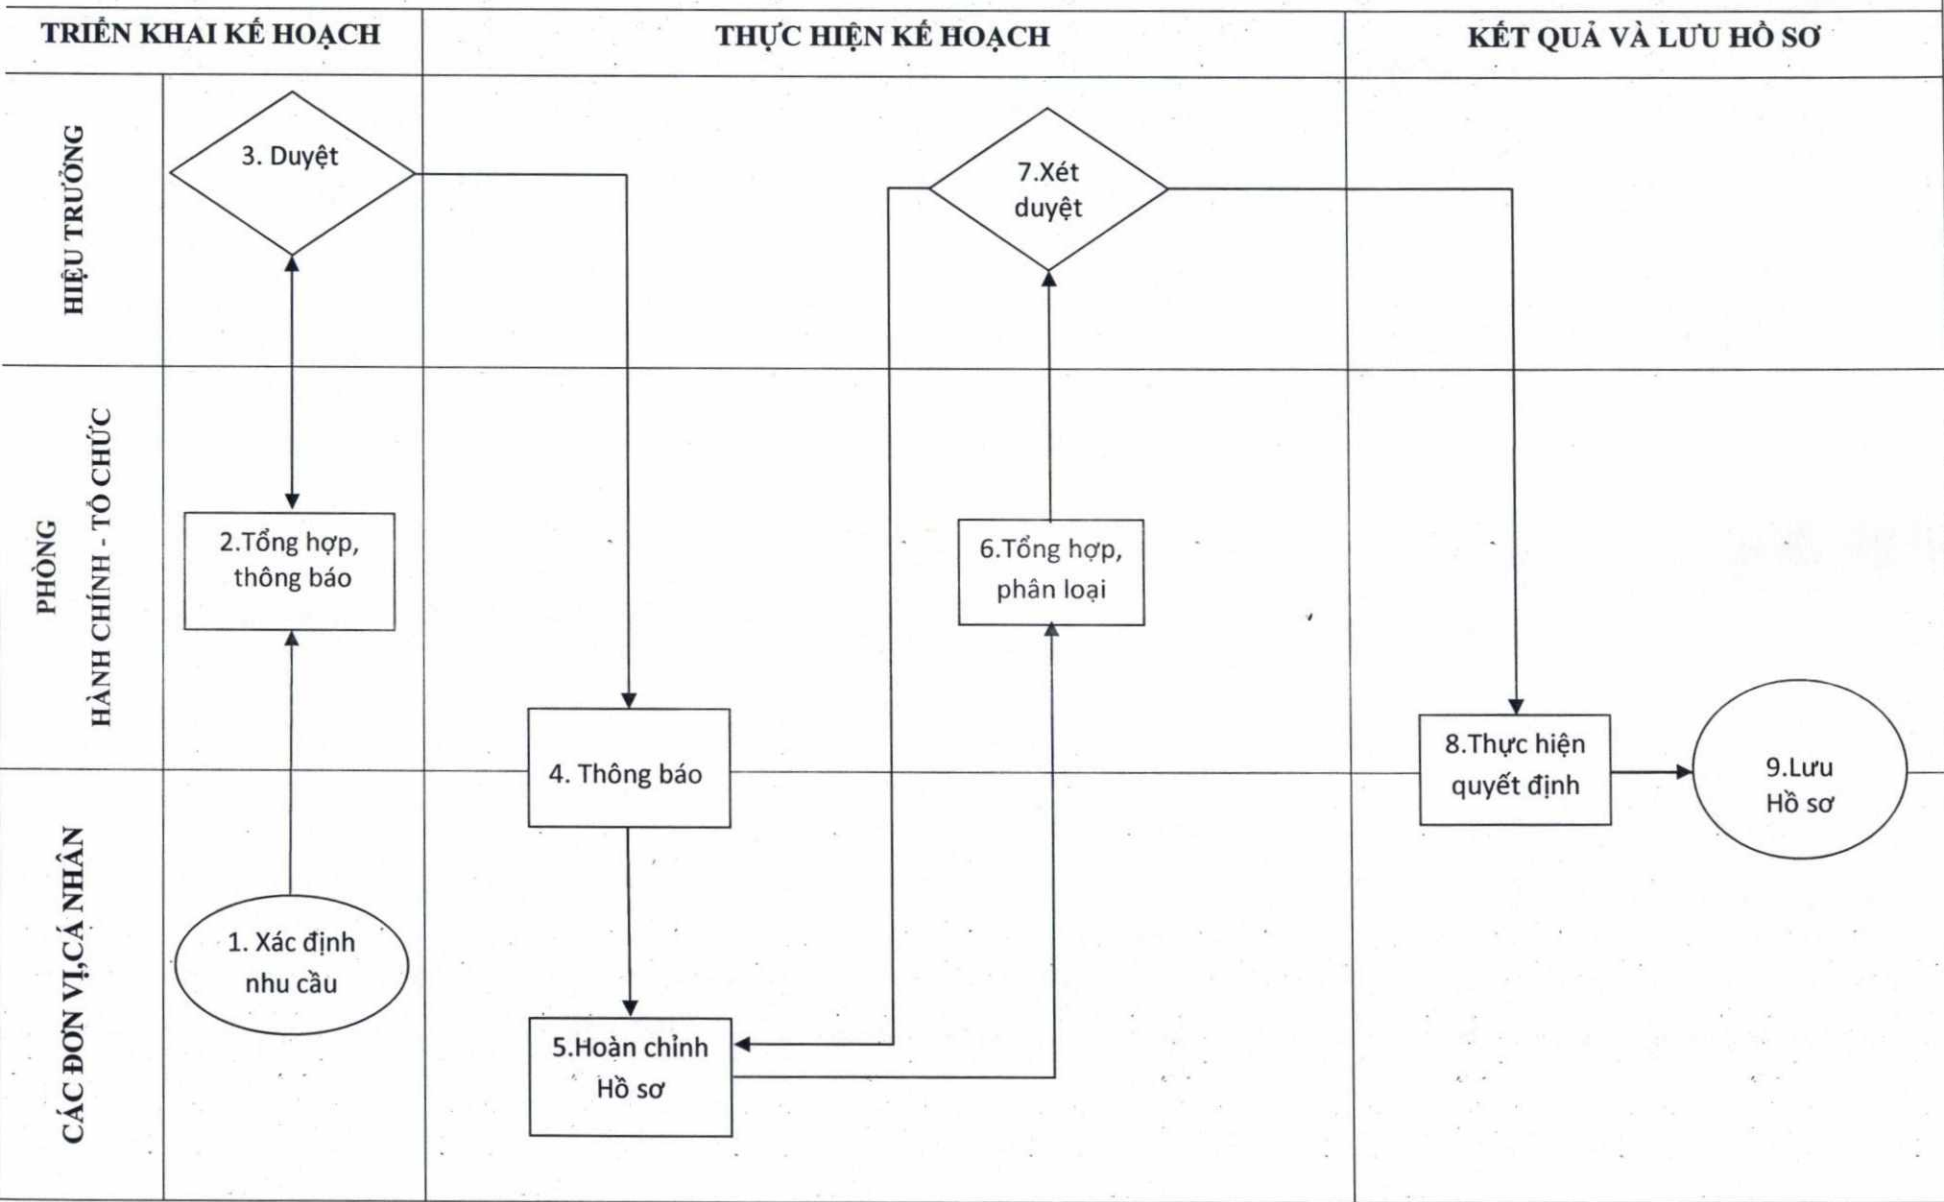 TRIỂN KHAI KẾ HOẠCH
THỰC HIỆN KẾ HOẠCH
KẾT QUẢ VÀ LƯU HỒ SƠ
HIỆU TRƯỞNG
3. Duyệt
7.Xét
duyệt
PHÒNG
HÀNH CHÍNH - TỔ CHỨC
2.Tổng hợp,
thông báo
6.Tổng hợp,
phân loại
4. Thông báo
8.Thực hiện
quyết định
9.Lưu
Hồ sơ
CÁC ĐƠN VỊ,CÁ NHÂN
1. Xác định
nhu cầu
5.Hoàn chỉnh
Hồ sơ